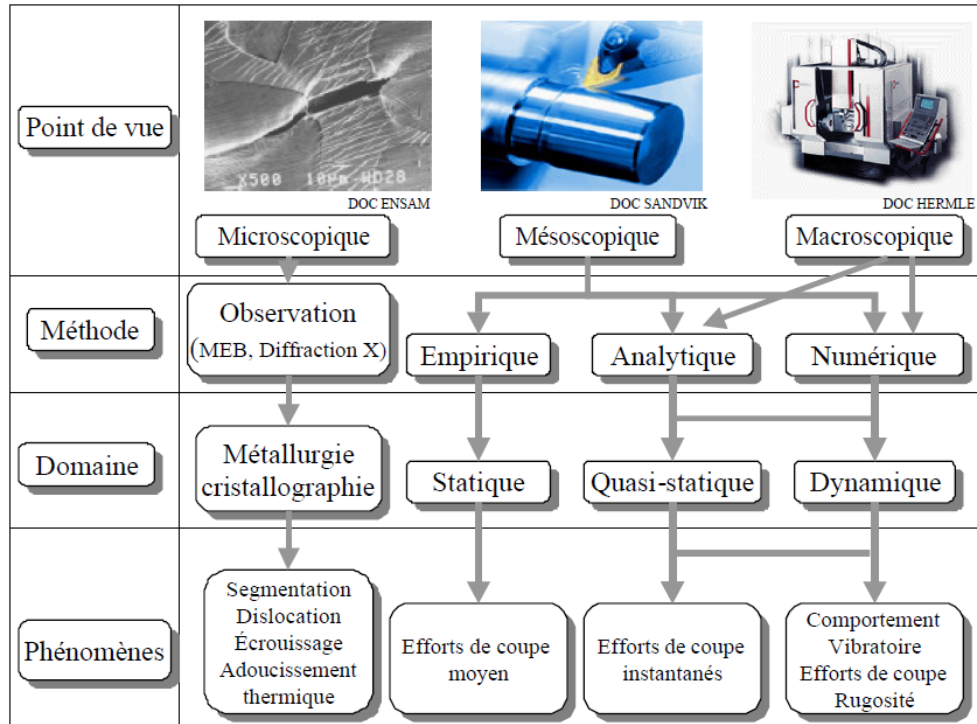 Point de vue
X500 10µm WD28
DOC ENSAM
DOC SANDVIK
DOC HERMLE
Microscopique
Mésoscopique
Macroscopique
Méthode
Observation
(MEB, Diffraction X)
Empirique
Analytique
Numérique
Domaine
Métallurgie
cristallographie
Statique
Quasi-statique
Dynamique
Phénomènes
Segmentation
Dislocation
Écrouissage
Adoucissement
thermique
Efforts de coupe
moyen
Efforts de coupe
instantanés
Comportement
Vibratoire
Efforts de coupe
Rugosité